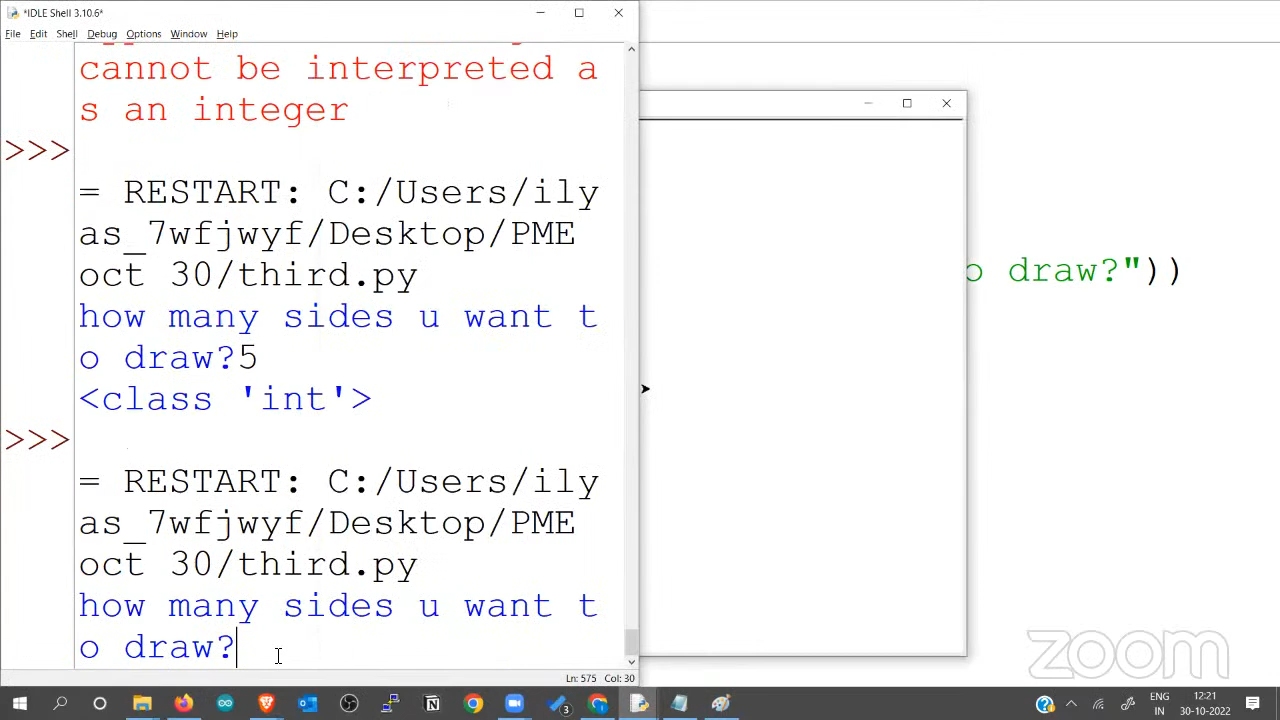 *IDLE Shell 3.10.6*
File Edit Shell Debug Options Window Help
cannot be interpreted a
s an integer
>>>
= RESTART: C:/Users/ily
as_7wfjwyf/Desktop/PME
oct 30/third.py
how many sides u want t
o draw?5
<class 'int'>
>>>
= RESTART: C:/Users/ily
as_7wfjwyf/Desktop/PME
oct 30/third.py
how many sides u want t
o draw?
Ln: 575 Col: 30
o draw?"))
zoom
3
ENG
IN
12:21
30-10-2022